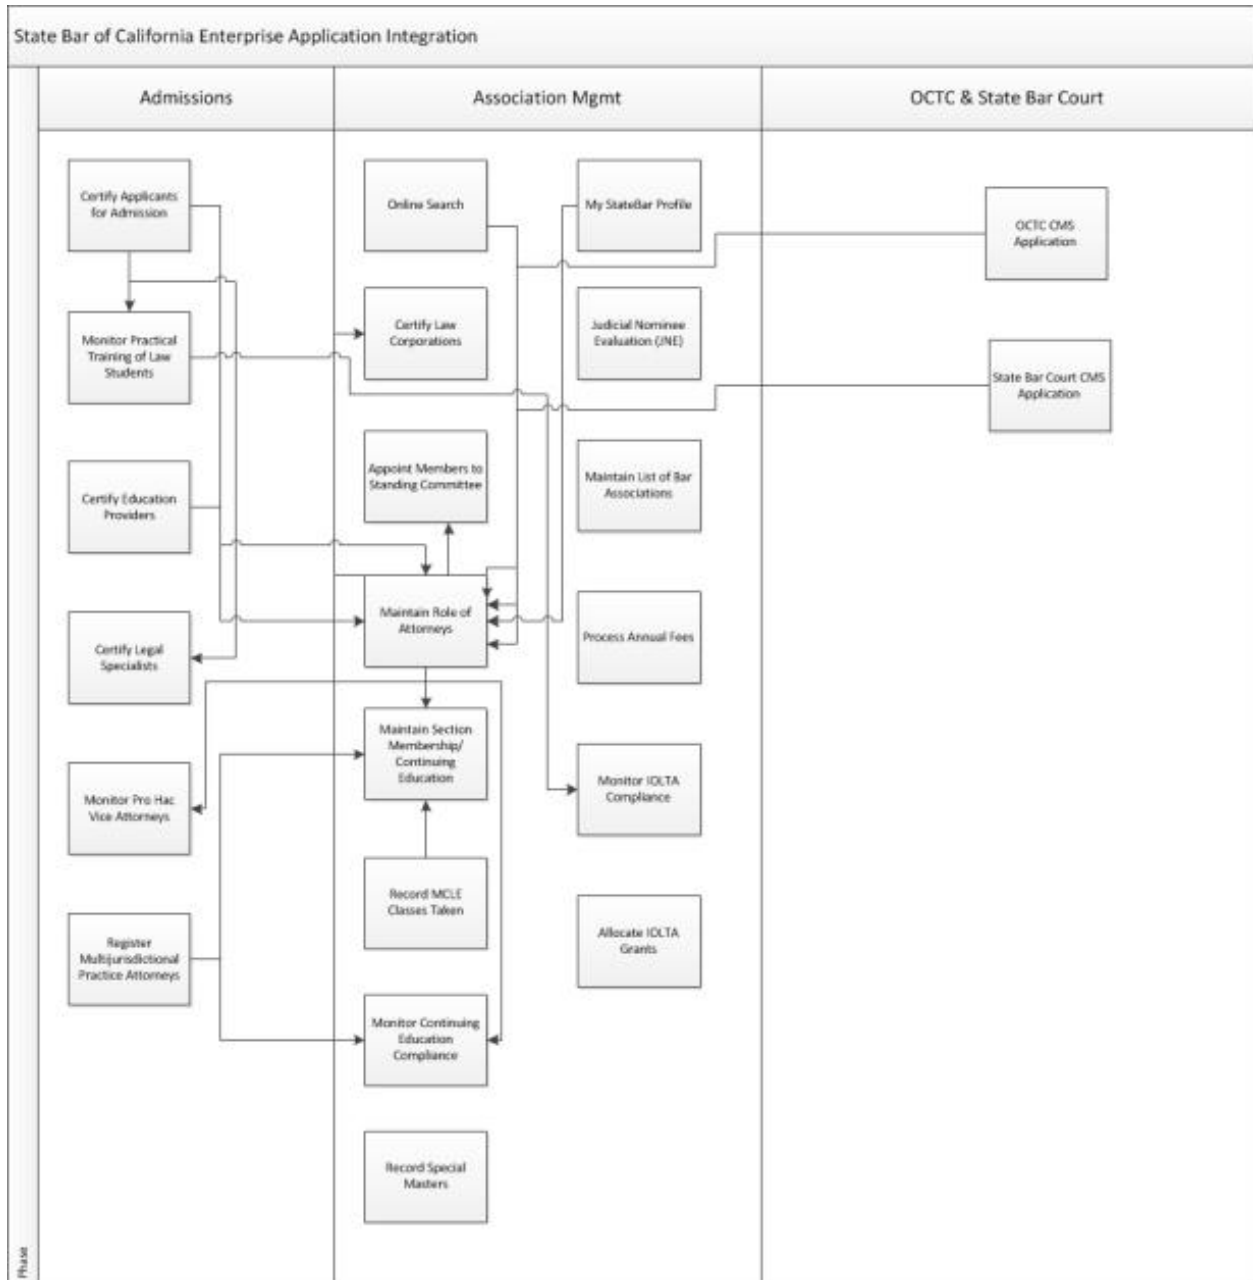 State Bar of California Enterprise Application Integration
Admissions
Association Mgmt
OCTC & State Bar Court
Certify Applicants
for Admission
Monitor Practical
Training of Law
Students
Certify Education
Providers
Certify Legal
Specialists
Monitor Pro Hac
Vice Attorneys
Register
Multijurisdictional
Practice Attorneys
Online Search
Certify Law
Corporations
Appoint Members to
Standing Committee
Maintain Role of
Attorneys
Maintain Section
Membership/
Continuing
Education
Record MCLE
Classes Taken
Monitor Continuing
Education
Compliance
Record Special
Masters
My StateBar Profile
Judicial Nominee
Evaluation (JNE)
Maintain List of Bar
Associations
Process Annual Fees
Monitor IOLTA
Compliance
Allocate IOLTA
Grants
OCTC CMS
Application
State Bar Court CMS
Application
Phase